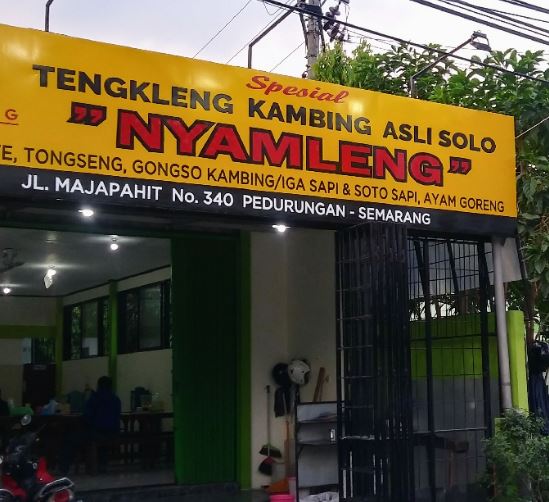 Spesial
TENGKLENG KAMBING ASLI SOLO
G
" NYAMLENG "
TE, TONGSENG, GONGSO KAMBING/IGA SAPI & SOTO SAPI, AYAM GORENG
JL. MAJAPAHIT No. 340 PEDURUNGAN - SEMARANG